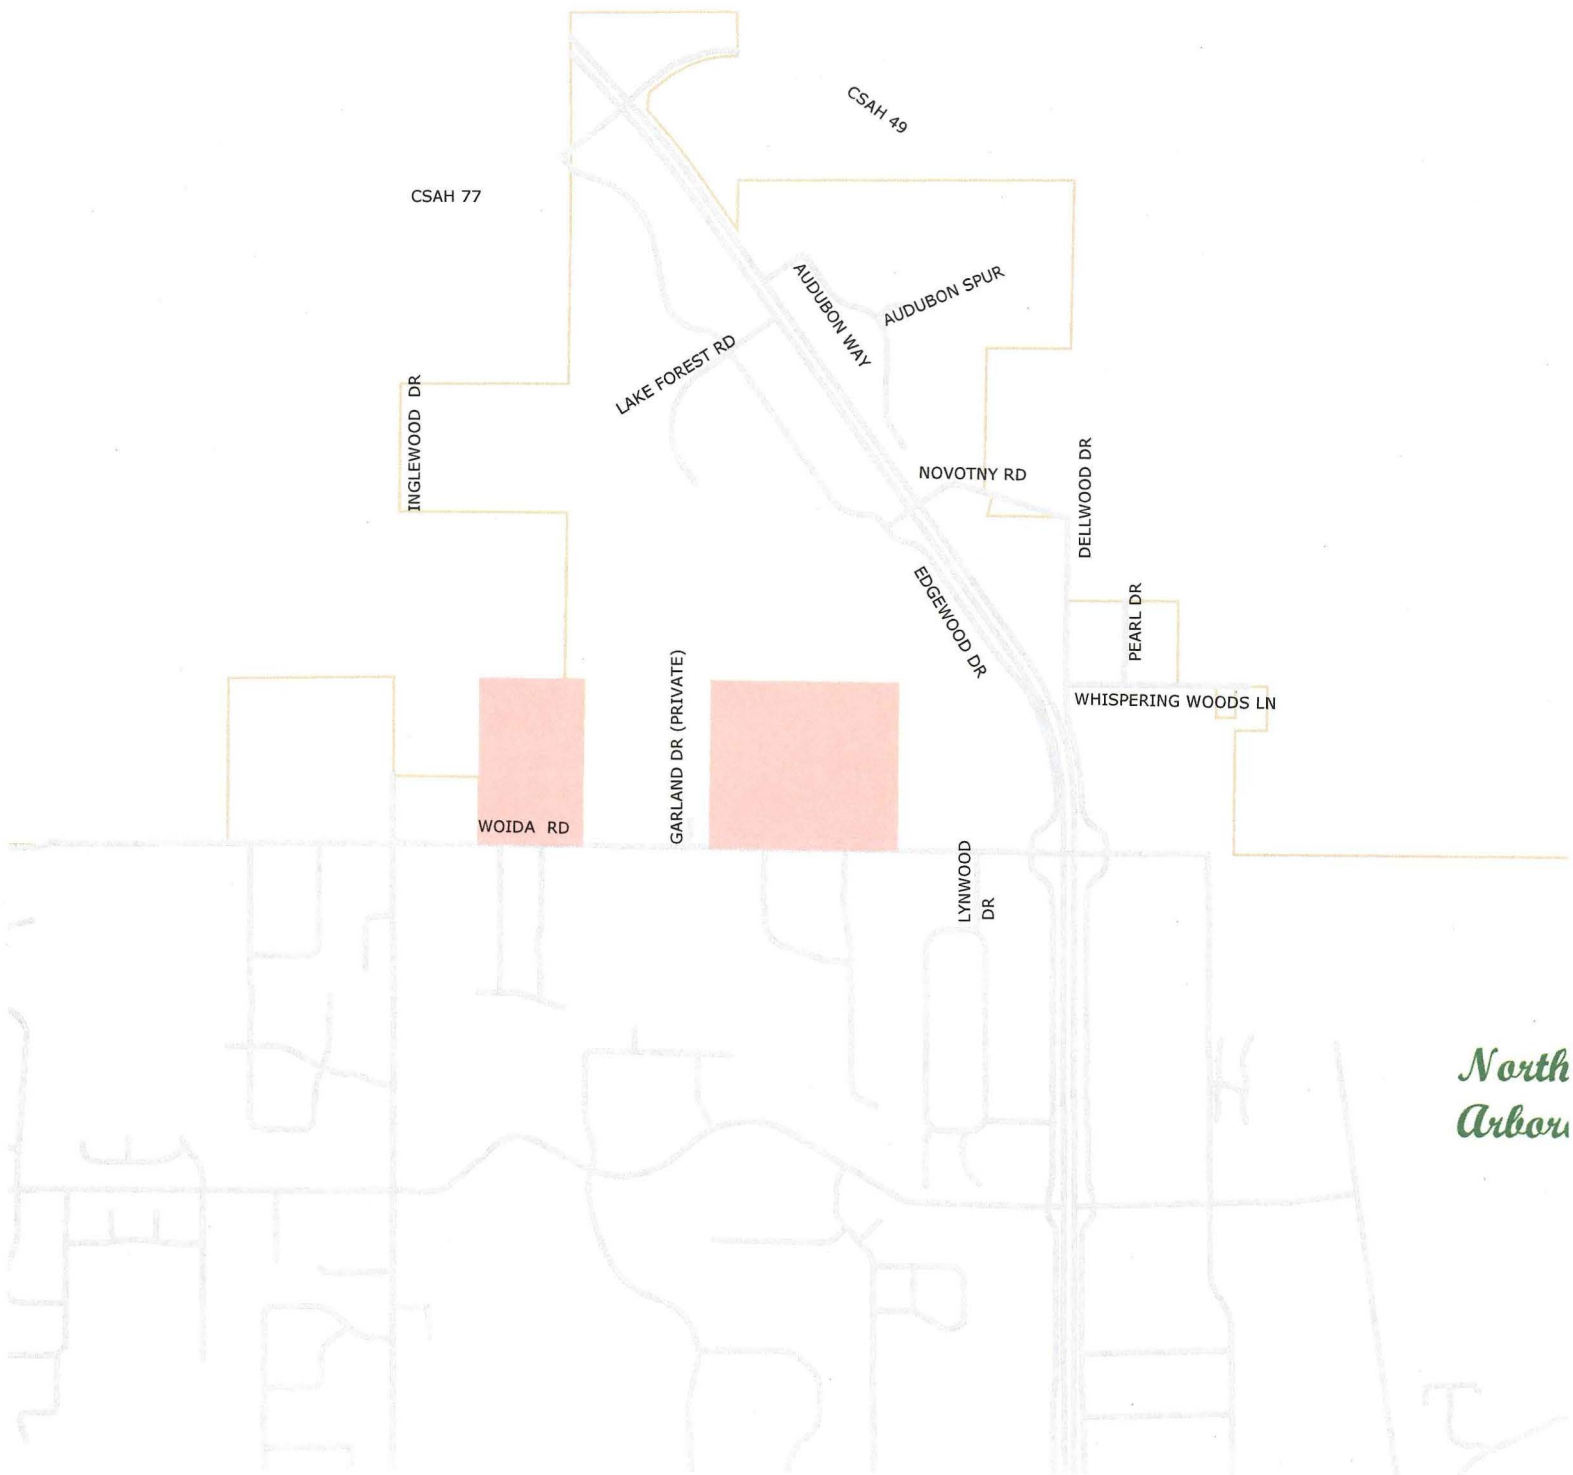 CSAH 49
CSAH 77
AUDUBON WAY
AUDUBON SPUR
LAKE FOREST RD
INGLEWOOD DR
NOVOTNY RD
DELLWOOD DR
EDGEWOOD DR
PEARL DR
WHISPERING WOODS LN
GARLAND DR (PRIVATE)
WOIDA RD
LYNWOOD
DR
North